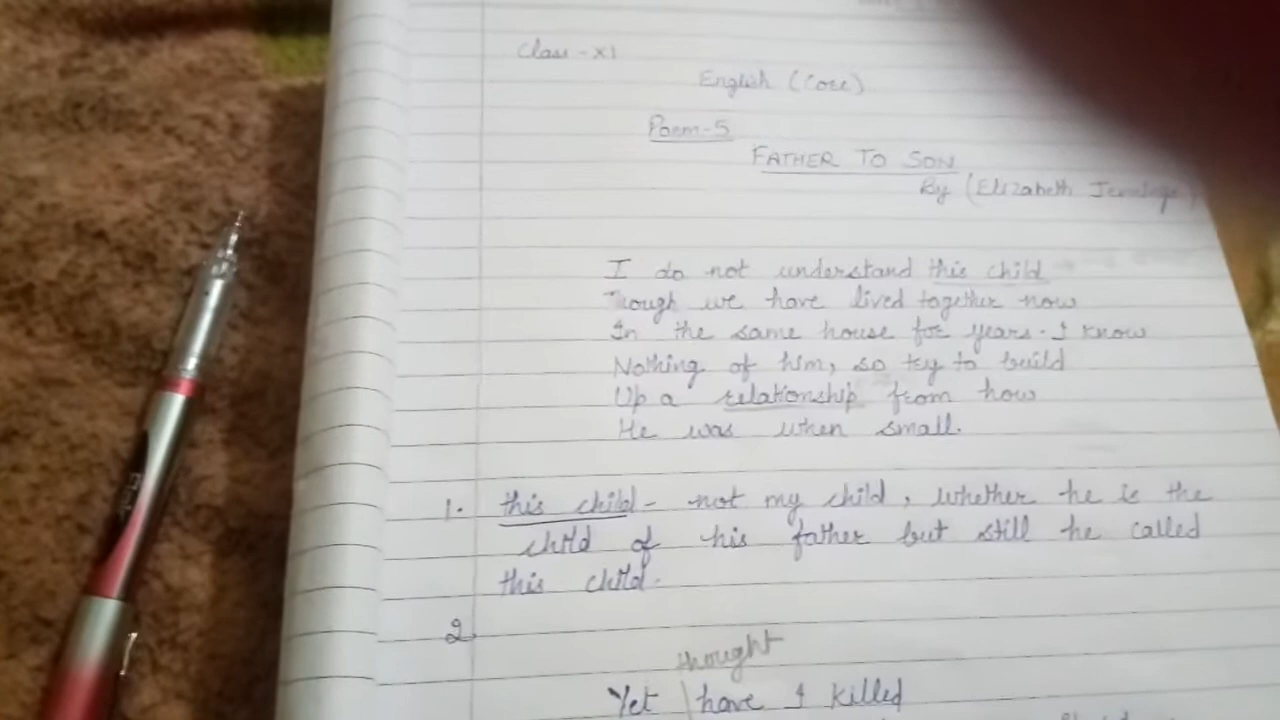 Class - XI
English (Core)
Poem-5
FATHER TO SON
By (Elizabeth Jennings)
I do not understand this child
Though we have lived together now
In the same house for years. I know
Nothing of him, so try to build
Up a relationship from how
He was when small.
1. this child - not my child, whether he is the
child of his father but still he called
this child.
2
thought
Yet have I killed